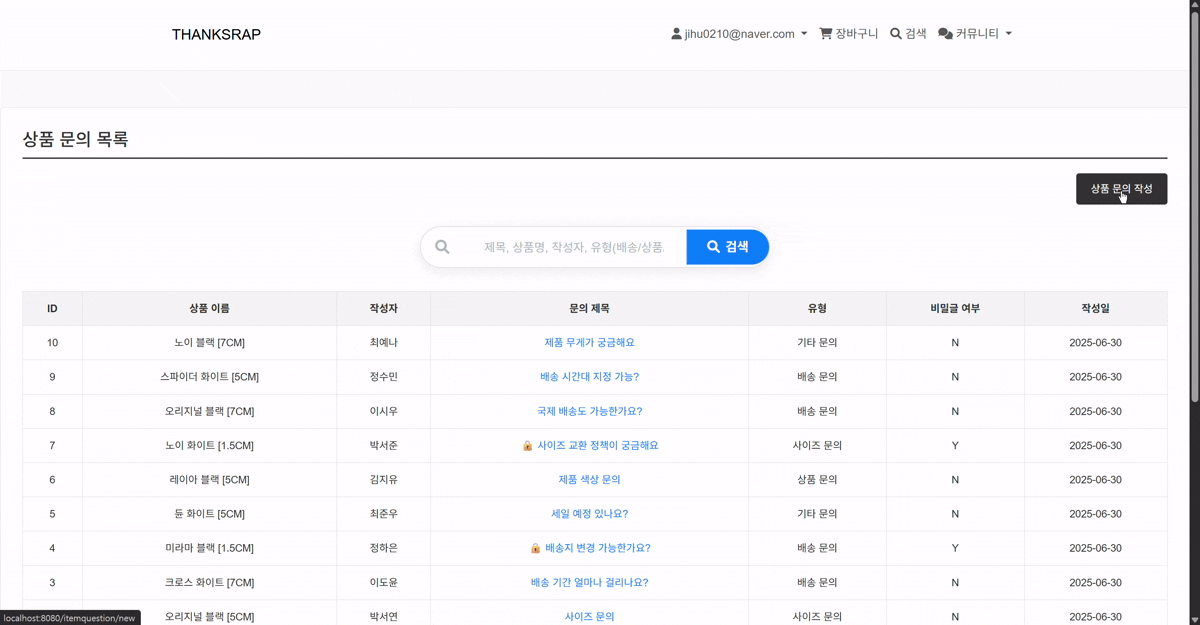 THANKSRAP
jihu0210@naver.com 장바구니 검색 커뮤니티
상품 문의 목록
상품 문의 작성
제목, 상품명, 작성자, 유형(배송/상품. 검색
ID 상품 이름 작성자 문의 제목 유형 비밀글 여부 작성일
10 노이 블랙 [7CM] 최예나 제품 무게가 궁금해요 기타 문의 N 2025-06-30
9 스파이더 화이트 [5CM] 정수민 배송 시간대 지정 가능? 배송 문의 N 2025-06-30
8 오리지널 블랙 [7CM] 이시우 국제 배송도 가능한가요? 배송 문의 N 2025-06-30
7 노이 화이트 [1.5CM] 박서준 사이즈 교환 정책이 궁금해요 사이즈 문의 Y 2025-06-30
6 레이아 블랙 [5CM] 김지유 제품 색상 문의 상품 문의 N 2025-06-30
5 듄 화이트 [5CM] 최준우 세일 예정 있나요? 기타 문의 N 2025-06-30
4 미라마 블랙 [1.5CM] 정하은 배송지 변경 가능한가요? 배송 문의 Y 2025-06-30
3 크로스 화이트 [7CM] 이도윤 배송 기간 얼마나 걸리나요? 배송 문의 N 2025-06-30
오리지널 블랙 [5CM] 박서연 사이즈 문의 사이즈 문의 N 2025-06-30
localhost:8080/itemquestion/new